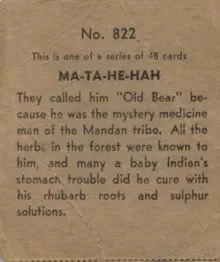 No. 822
This is one of a series of 48 cards
MA-TA-HE-HAH
They called him "Old Bear" be-
cause he was the mystery medicine
man of the Mandan tribe. All the
herbs in the forest were known to
him, and many a baby Indian's
stomach trouble did he cure with
his rhubarb roots and sulphur
solutions.